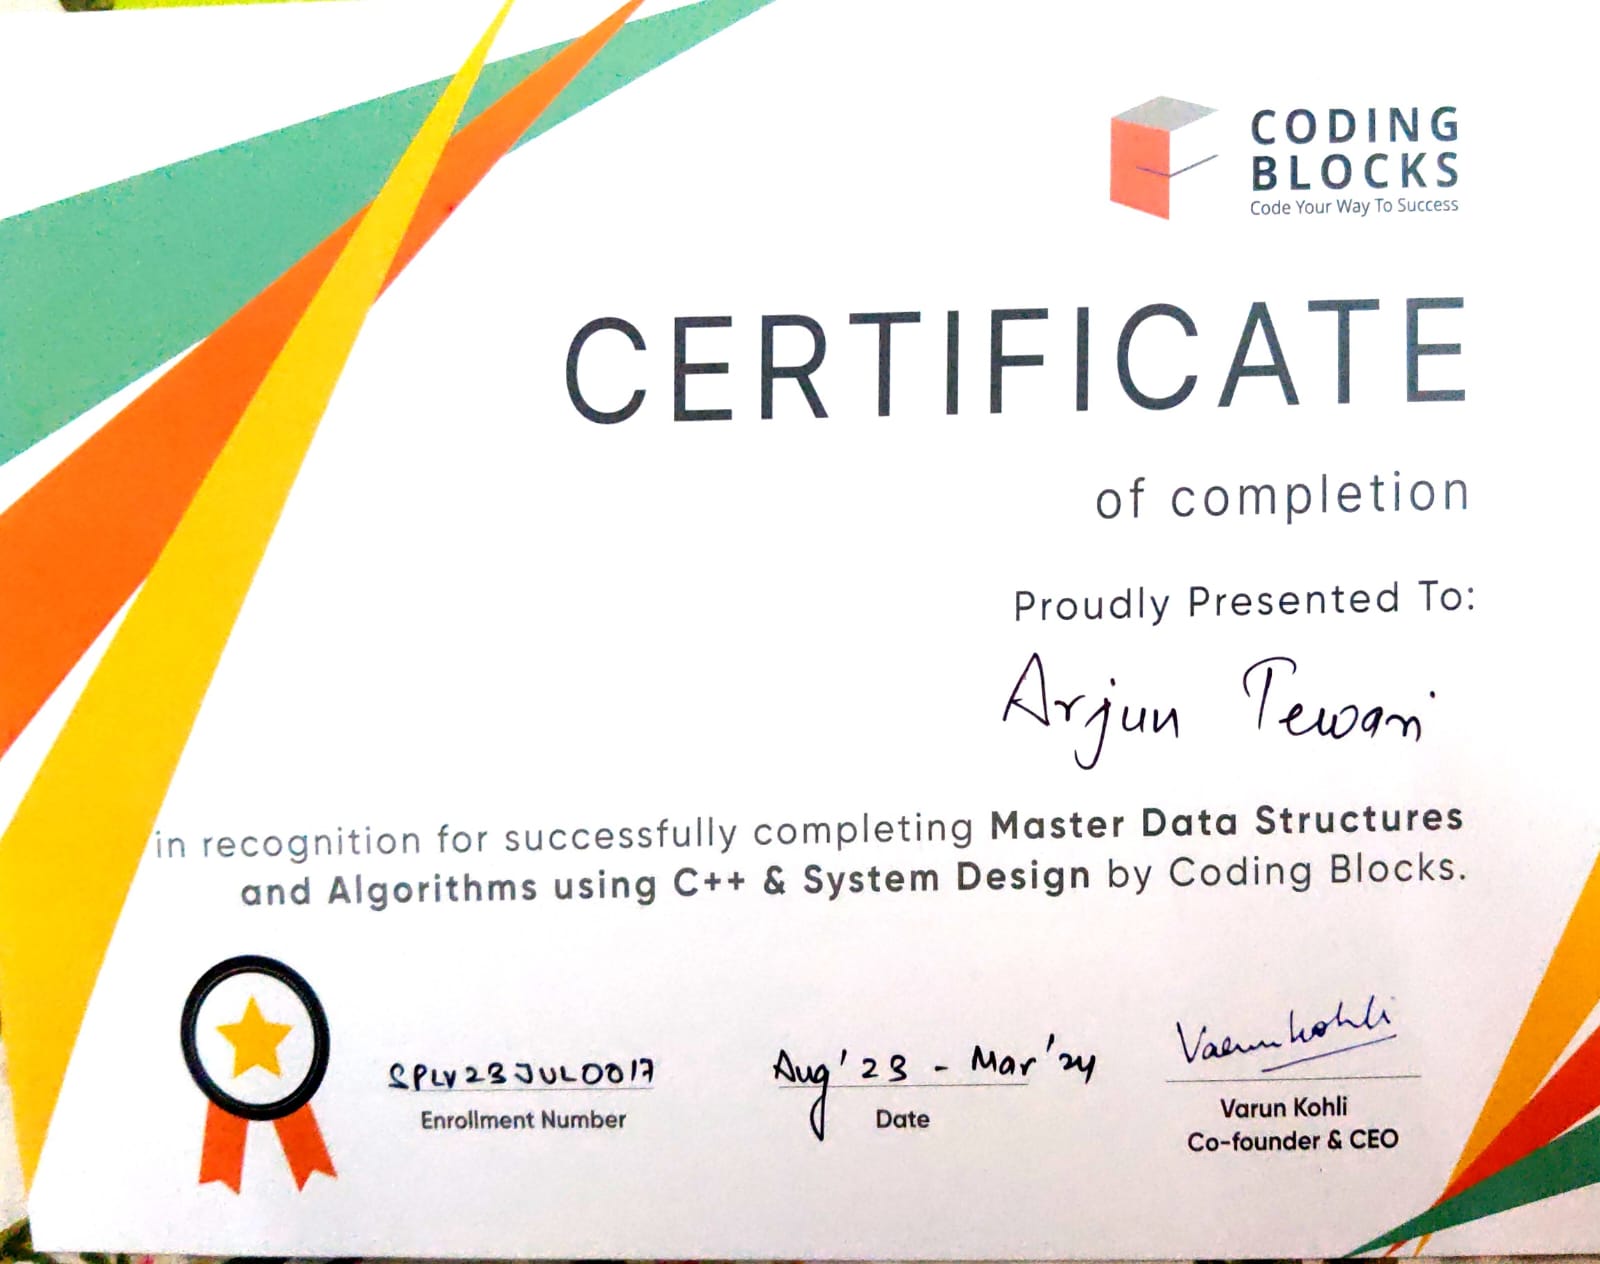 CODING
BLOCKS
Code Your Way To Success
CERTIFICATE
of completion
Proudly Presented To:
Arjun Tewari
in recognition for successfully completing Master Data Structures
and Algorithms using C++ & System Design by Coding Blocks.
SPLV23JUL0017
Enrollment Number
Aug'23 - Mar'24
Date
Varun Kohli
Varun Kohli
Co-founder & CEO